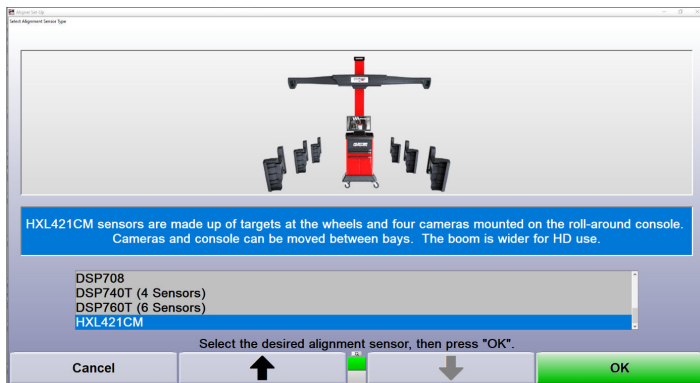 Aligner Set-Up
Select Alignment Sensor Type
HXL421CM sensors are made up of targets at the wheels and four cameras mounted on the roll-around console.
Cameras and console can be moved between bays.  The boom is wider for HD use.
DSP708
DSP740T (4 Sensors)
DSP760T (6 Sensors)
HXL421CM
Select the desired alignment sensor, then press "OK".
Cancel
OK